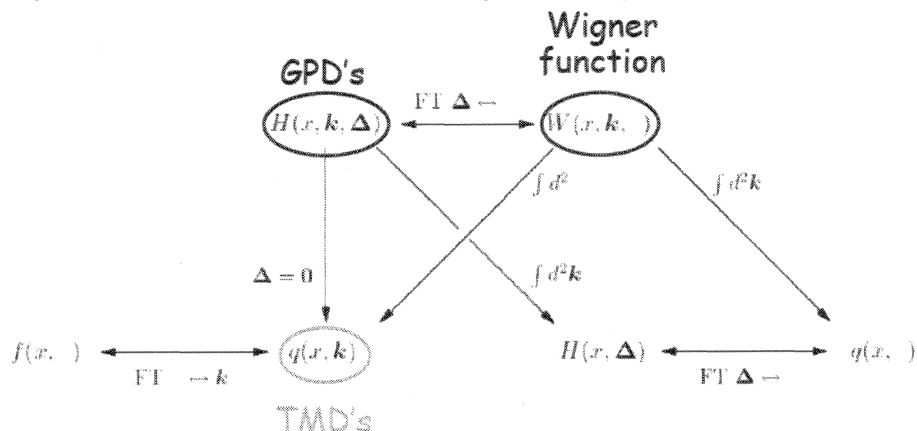 Wigner
function
GPD's
FT Δ ↔
H(x, k, Δ)
W(x, k, )
∫ d²
∫ d²k
Δ = 0
∫ d²k
f(x, )
q(x, k)
H(x, Δ)
q(x, )
FT ↔ k
FT Δ ↔
TMD's